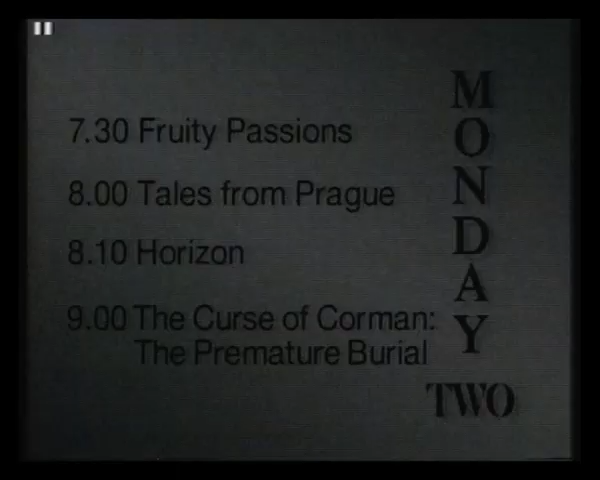 7.30 Fruity Passions
8.00 Tales from Prague
8.10 Horizon
9.00 The Curse of Corman:
The Premature Burial
MONDAY
TWO